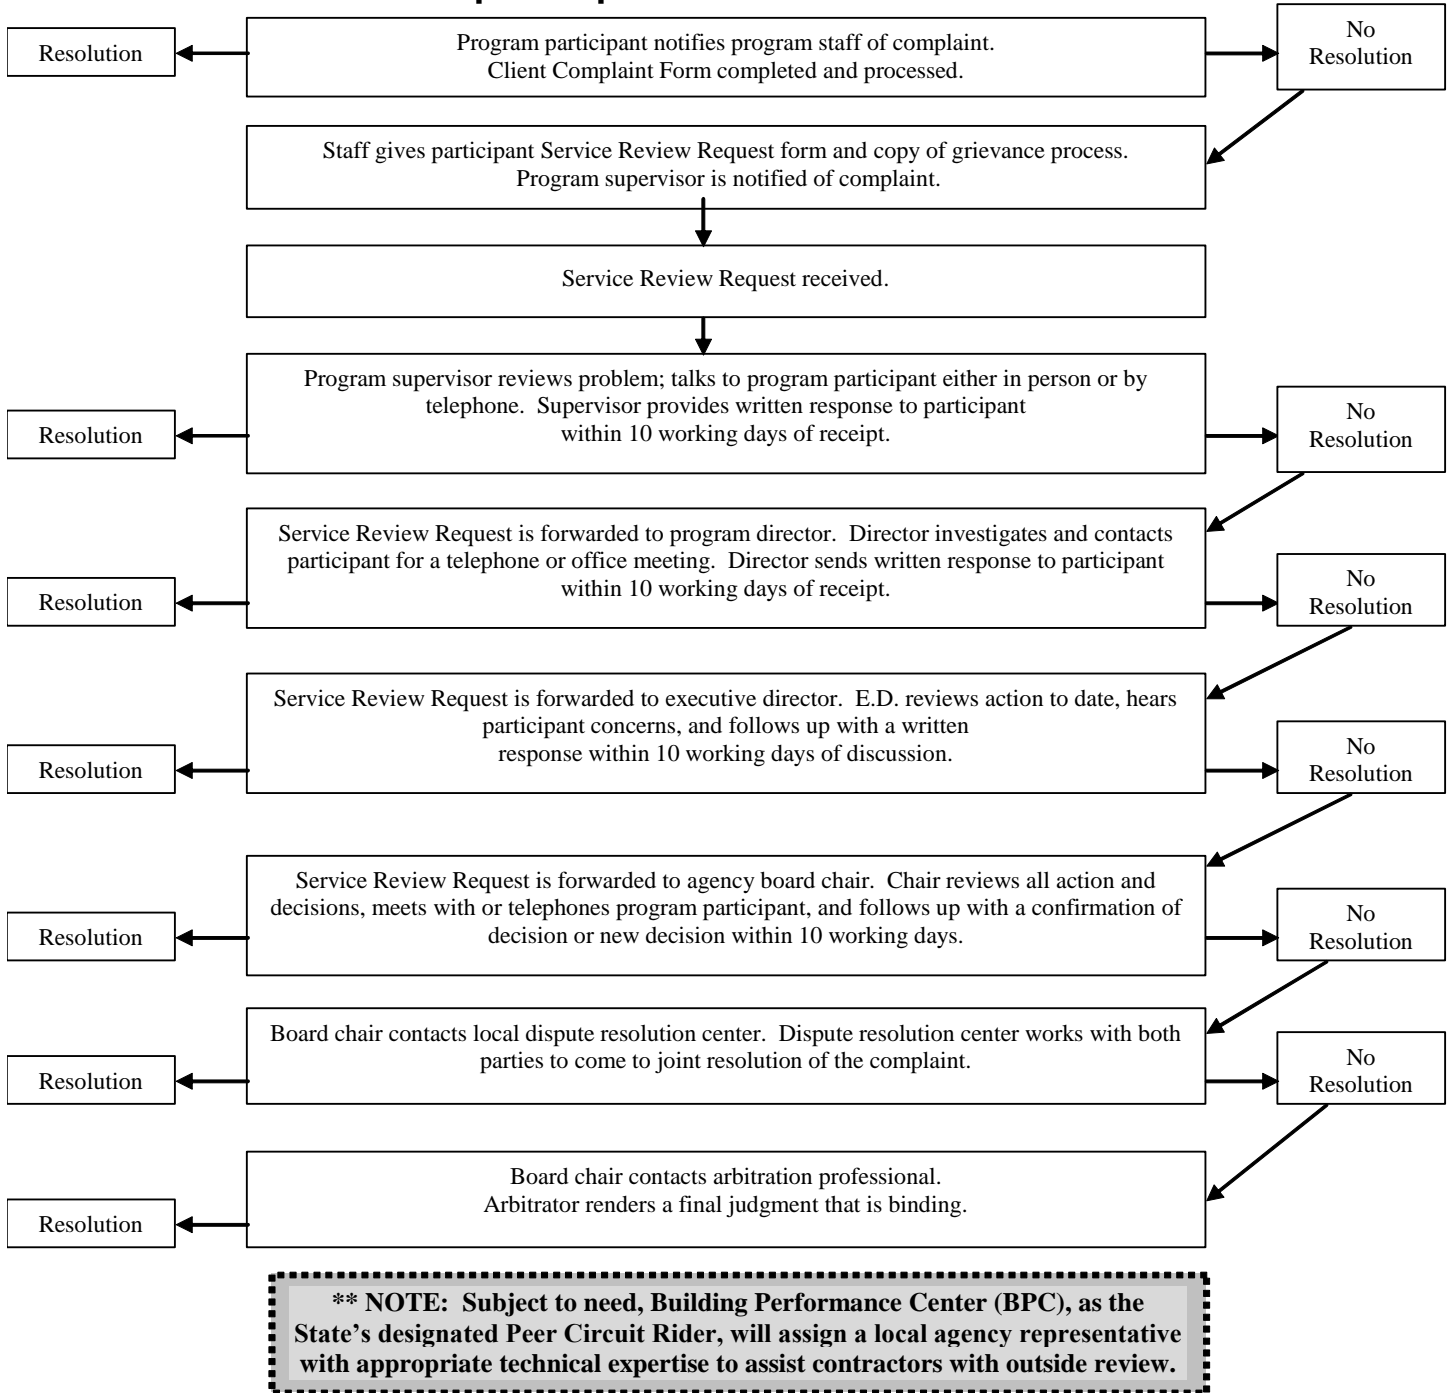 Program participant notifies program staff of complaint.
Client Complaint Form completed and processed.
Resolution
No
Resolution
Staff gives participant Service Review Request form and copy of grievance process.
Program supervisor is notified of complaint.
Service Review Request received.
Program supervisor reviews problem; talks to program participant either in person or by
telephone. Supervisor provides written response to participant
within 10 working days of receipt.
Resolution
No
Resolution
Service Review Request is forwarded to program director. Director investigates and contacts
participant for a telephone or office meeting. Director sends written response to participant
within 10 working days of receipt.
Resolution
No
Resolution
Service Review Request is forwarded to executive director. E.D. reviews action to date, hears
participant concerns, and follows up with a written
response within 10 working days of discussion.
Resolution
No
Resolution
Service Review Request is forwarded to agency board chair. Chair reviews all action and
decisions, meets with or telephones program participant, and follows up with a confirmation of
decision or new decision within 10 working days.
Resolution
No
Resolution
Board chair contacts local dispute resolution center. Dispute resolution center works with both
parties to come to joint resolution of the complaint.
Resolution
No
Resolution
Board chair contacts arbitration professional.
Arbitrator renders a final judgment that is binding.
Resolution
** NOTE: Subject to need, Building Performance Center (BPC), as the
State's designated Peer Circuit Rider, will assign a local agency representative
with appropriate technical expertise to assist contractors with outside review.